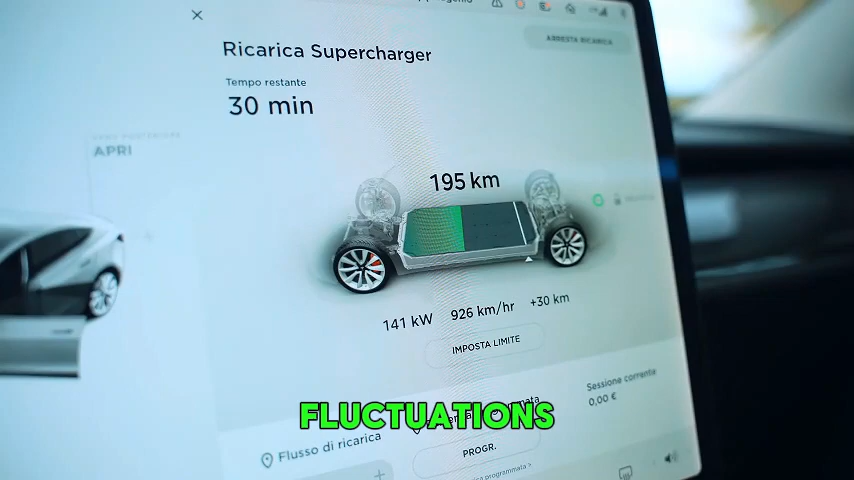 ARRESTA RICARICA
Ricarica Supercharger
Tempo restante
30 min
APRI
195 km
141 kW 926 km/hr +30 km
IMPOSTA LIMITE
Sessione corrente
0,00 €
FLUCTUATIONS
Flusso di ricarica
PROGR.